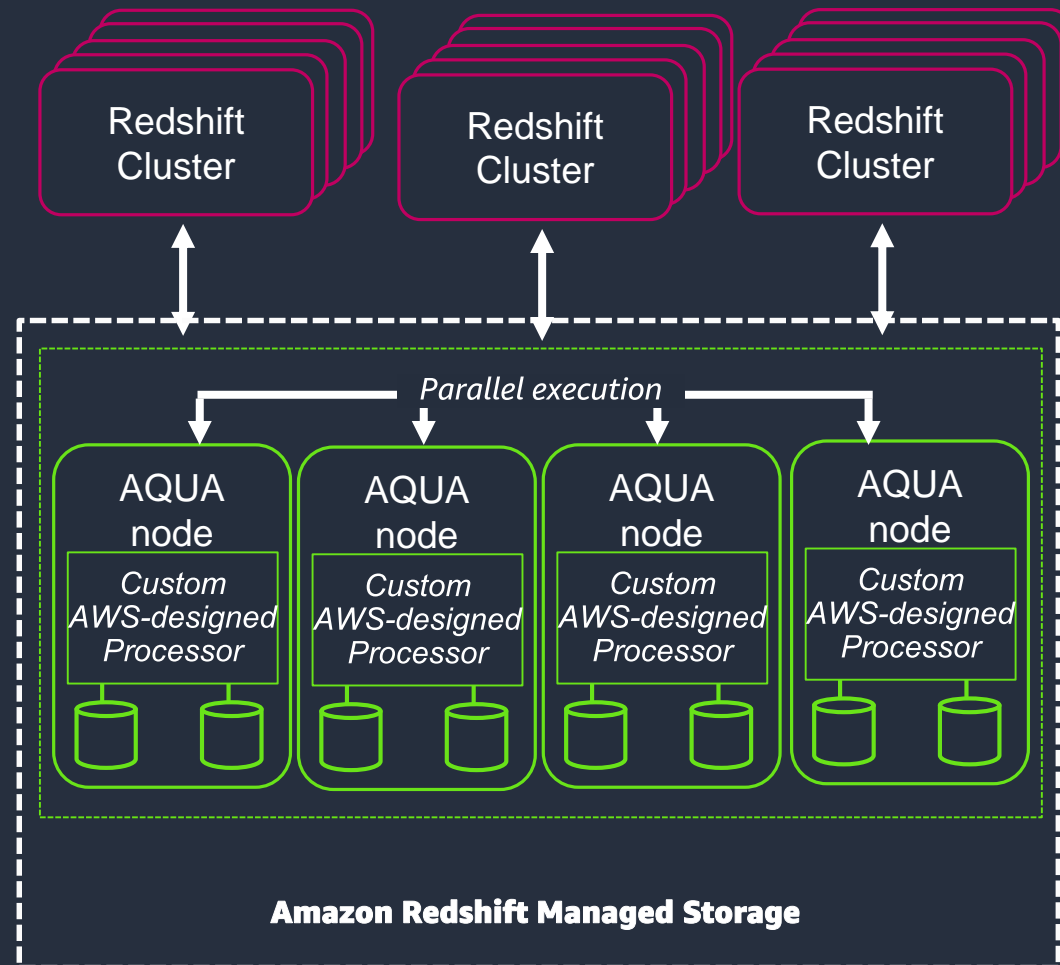 Redshift
Cluster
Redshift
Cluster
Redshift
Cluster
Parallel execution
AQUA
node
Custom
AWS-designed
Processor
AQUA
node
Custom
AWS-designed
Processor
AQUA
node
Custom
AWS-designed
Processor
AQUA
node
Custom
AWS-designed
Processor
Amazon Redshift Managed Storage